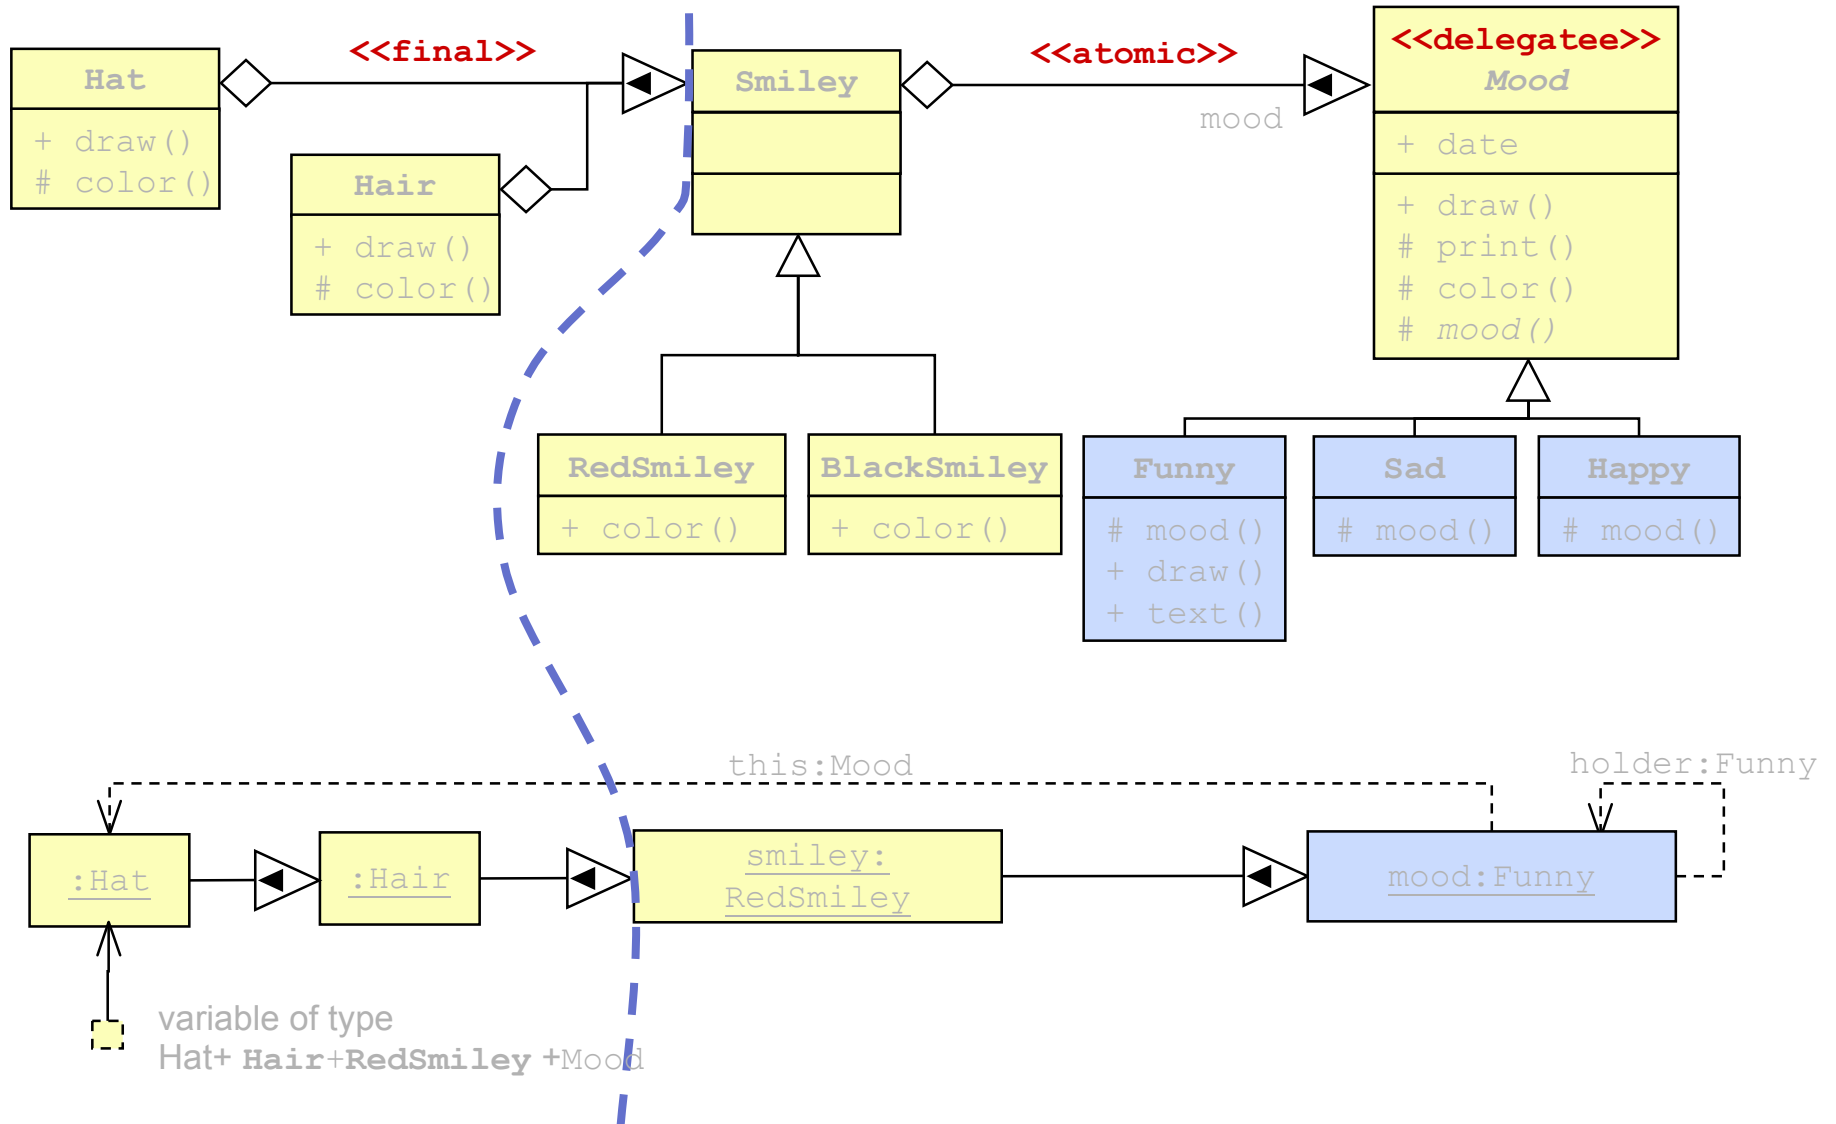 <<final>>
<<atomic>>
<<delegatee>>
Mood
Hat
+ draw()
# color()
Hair
+ draw()
# color()
Smiley
mood
+ date
+ draw()
# print()
# color()
# mood()
RedSmiley
+ color()
BlackSmiley
+ color()
Funny
# mood()
+ draw()
+ text()
Sad
# mood()
Happy
# mood()
this:Mood
holder:Funny
:Hat
:Hair
smiley:
RedSmiley
mood:Funny
variable of type
Hat+ Hair+RedSmiley +Mood